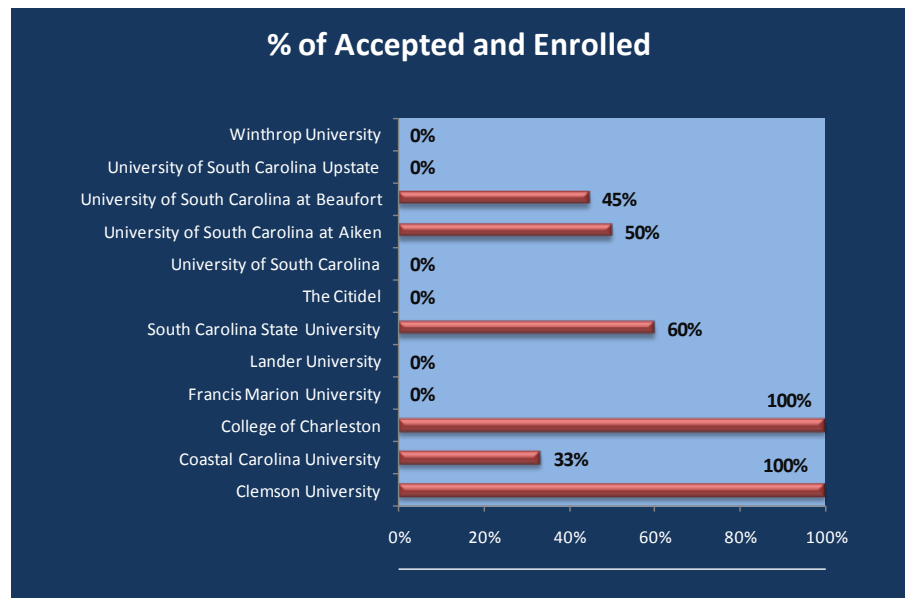 % of Accepted and Enrolled
Winthrop University 0%
University of South Carolina Upstate 0%
University of South Carolina at Beaufort 45%
University of South Carolina at Aiken 50%
University of South Carolina 0%
The Citidel 0%
South Carolina State University 60%
Lander University 0%
Francis Marion University 0%
100%
College of Charleston
Coastal Carolina University 33%
100%
Clemson University
0% 20% 40% 60% 80% 100%